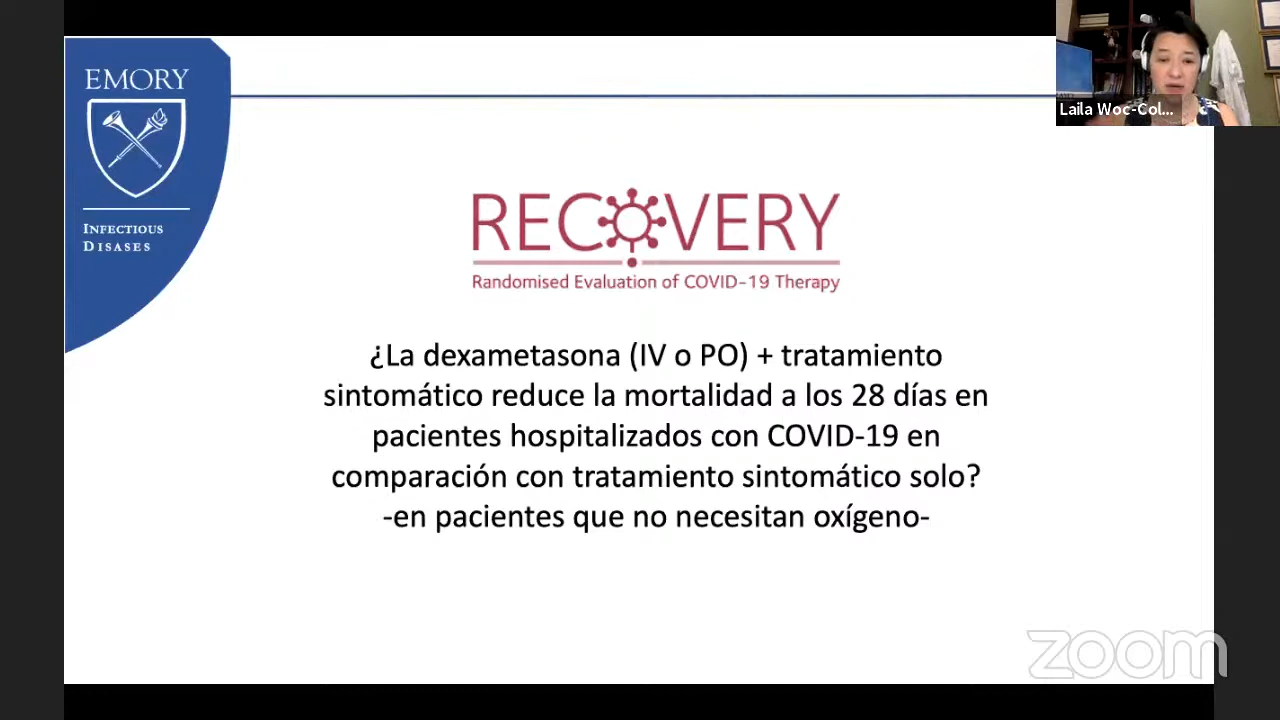 EMORY
INFECTIOUS
DISASES
Laila Woc-Col...
RECOVERY
Randomised Evaluation of COVID-19 Therapy
¿La dexametasona (IV o PO) + tratamiento
sintomático reduce la mortalidad a los 28 días en
pacientes hospitalizados con COVID-19 en
comparación con tratamiento sintomático solo?
-en pacientes que no necesitan oxígeno-
zoom